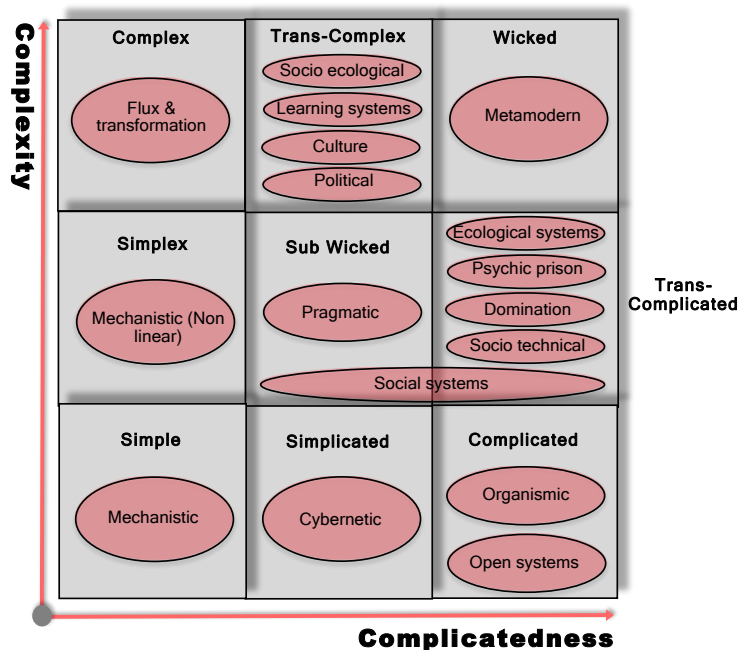 Complexity
Complex
Flux &
transformation
Trans-Complex
Socio ecological
Learning systems
Culture
Political
Wicked
Metamodern
Simplex
Mechanistic (Non
linear)
Sub Wicked
Pragmatic
Ecological systems
Psychic prison
Domination
Socio technical
Social systems
Trans-
Complicated
Simple
Mechanistic
Simplicated
Cybernetic
Complicated
Organismic
Open systems
Complicatedness